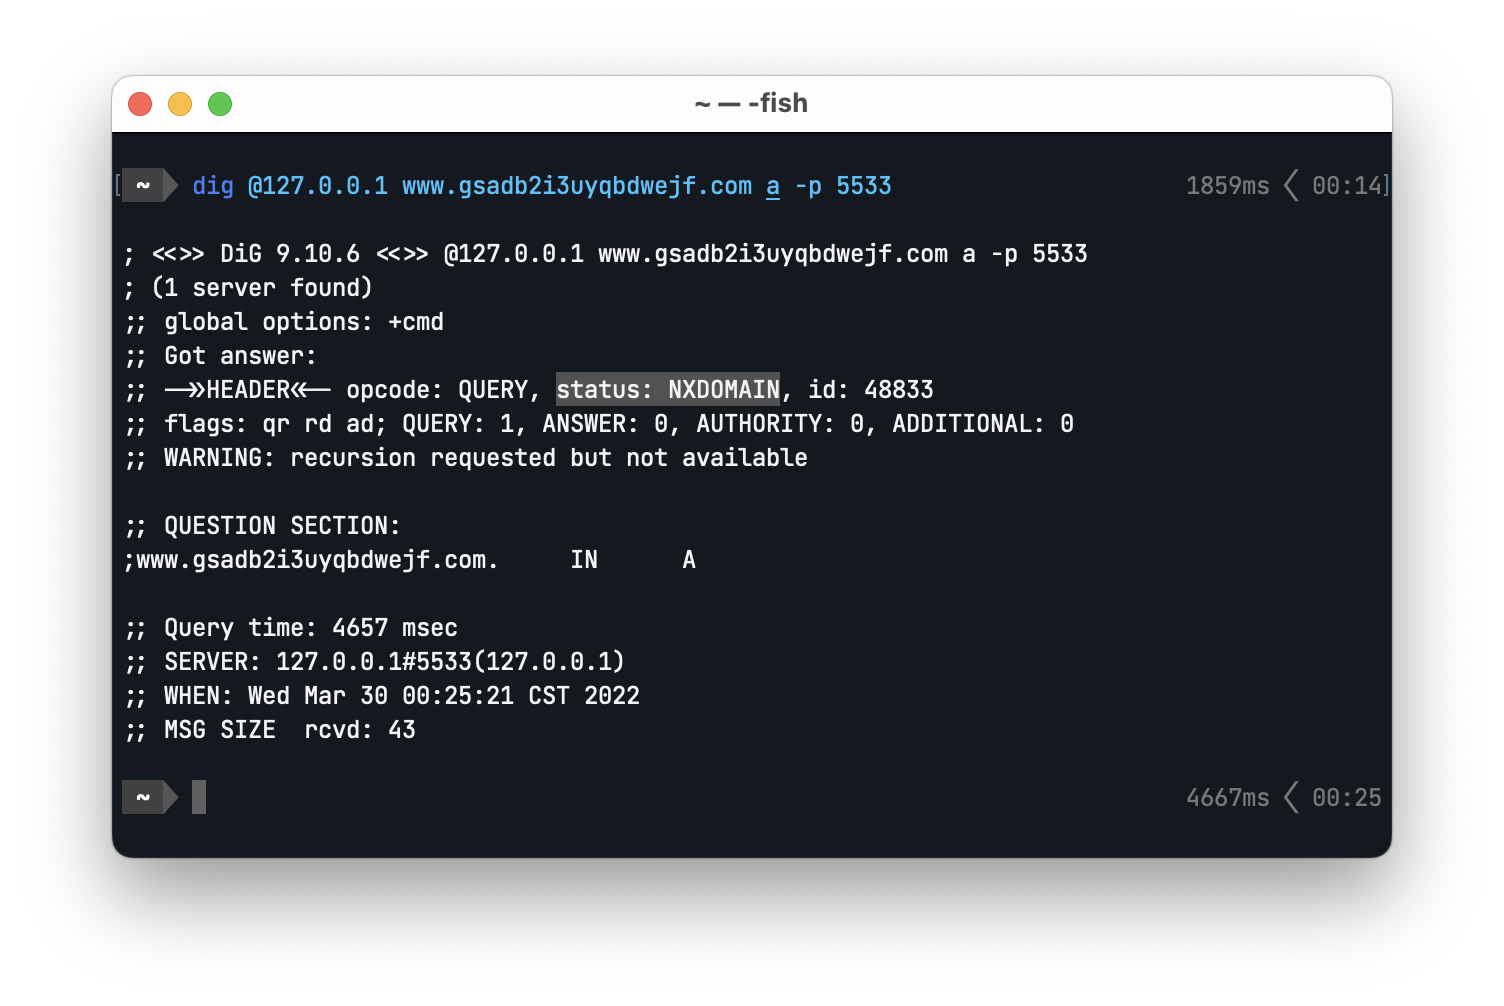 ~ — -fish
[ ~ dig @127.0.0.1 www.gsadb2i3uyqbdwejf.com a -p 5533 1859ms 00:14]
; <<>> DiG 9.10.6 <<>> @127.0.0.1 www.gsadb2i3uyqbdwejf.com a -p 5533
; (1 server found)
;; global options: +cmd
;; Got answer:
;; ->>HEADER<<- opcode: QUERY, status: NXDOMAIN, id: 48833
;; flags: qr rd ad; QUERY: 1, ANSWER: 0, AUTHORITY: 0, ADDITIONAL: 0
;; WARNING: recursion requested but not available
;; QUESTION SECTION:
;www.gsadb2i3uyqbdwejf.com. IN A
;; Query time: 4657 msec
;; SERVER: 127.0.0.1#5533(127.0.0.1)
;; WHEN: Wed Mar 30 00:25:21 CST 2022
;; MSG SIZE rcvd: 43
~ 4667ms 00:25